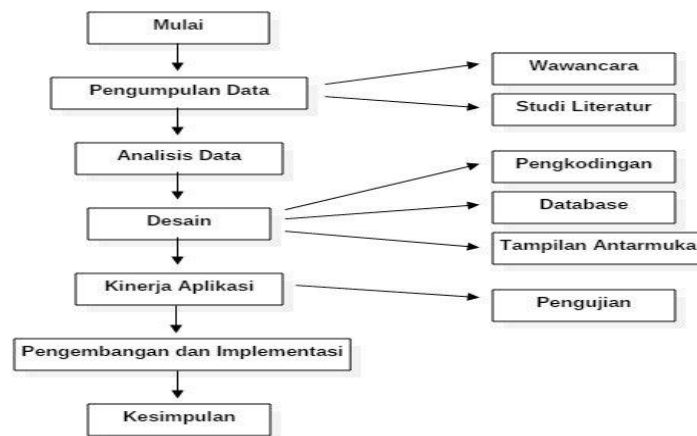 Mulai
Pengumpulan Data
Wawancara
Studi Literatur
Analisis Data
Desain
Pengkodingan
Database
Tampilan Antarmuka
Kinerja Aplikasi
Pengujian
Pengembangan dan Implementasi
Kesimpulan